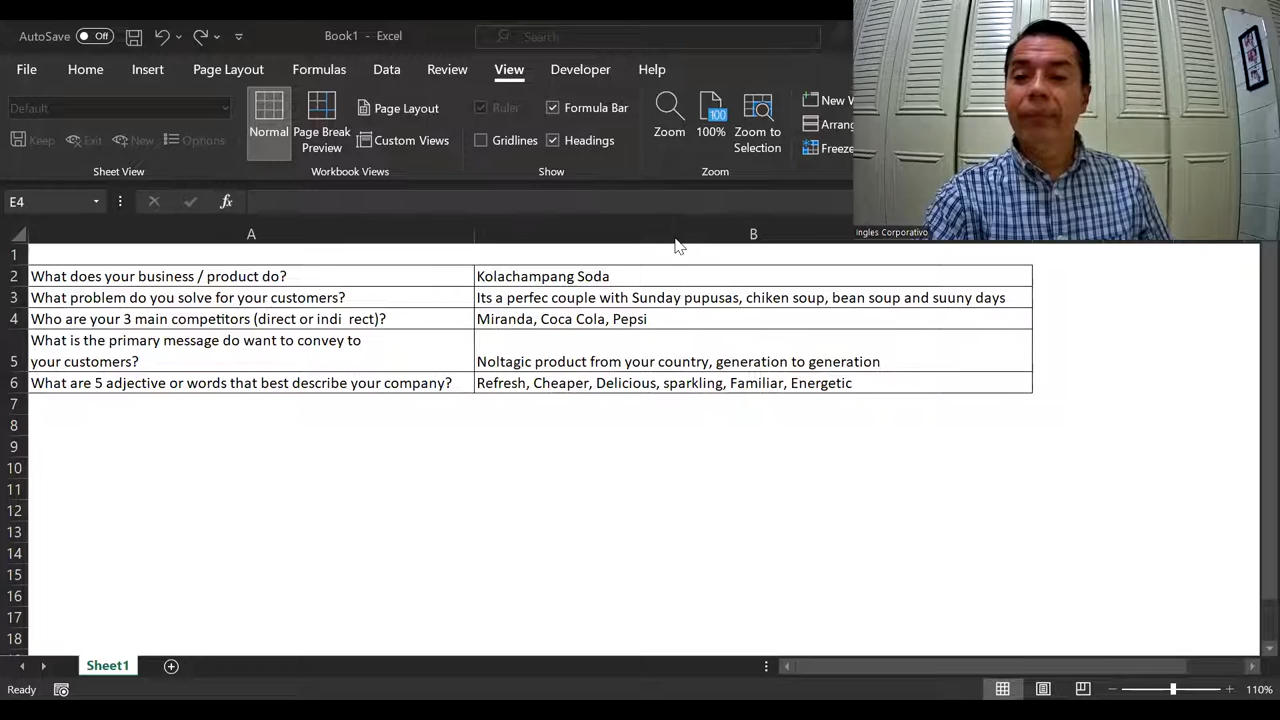 AutoSave Off Book1 - Excel Search
File Home Insert Page Layout Formulas Data Review View Developer Help
Default
Keep Exit New Options
Sheet View
Normal
Page Break
Preview
Page Layout
Custom Views
Workbook Views
Ruler Formula Bar
Gridlines Headings
Show
Zoom
100
100%
Zoom to
Selection
Zoom
New W
Arrang
Freeze
Ingles Corporativo
E4 fx
A B
1
2 What does your business / product do? Kolachampang Soda
3 What problem do you solve for your customers? Its a perfec couple with Sunday pupusas, chiken soup, bean soup and suuny days
4 Who are your 3 main competitors (direct or indi rect)? Miranda, Coca Cola, Pepsi
What is the primary message do want to convey to
5 your customers? Noltagic product from your country, generation to generation
6 What are 5 adjective or words that best describe your company? Refresh, Cheaper, Delicious, sparkling, Familiar, Energetic
7
8
9
10
11
12
13
14
15
16
17
18
Sheet1
Ready 110%